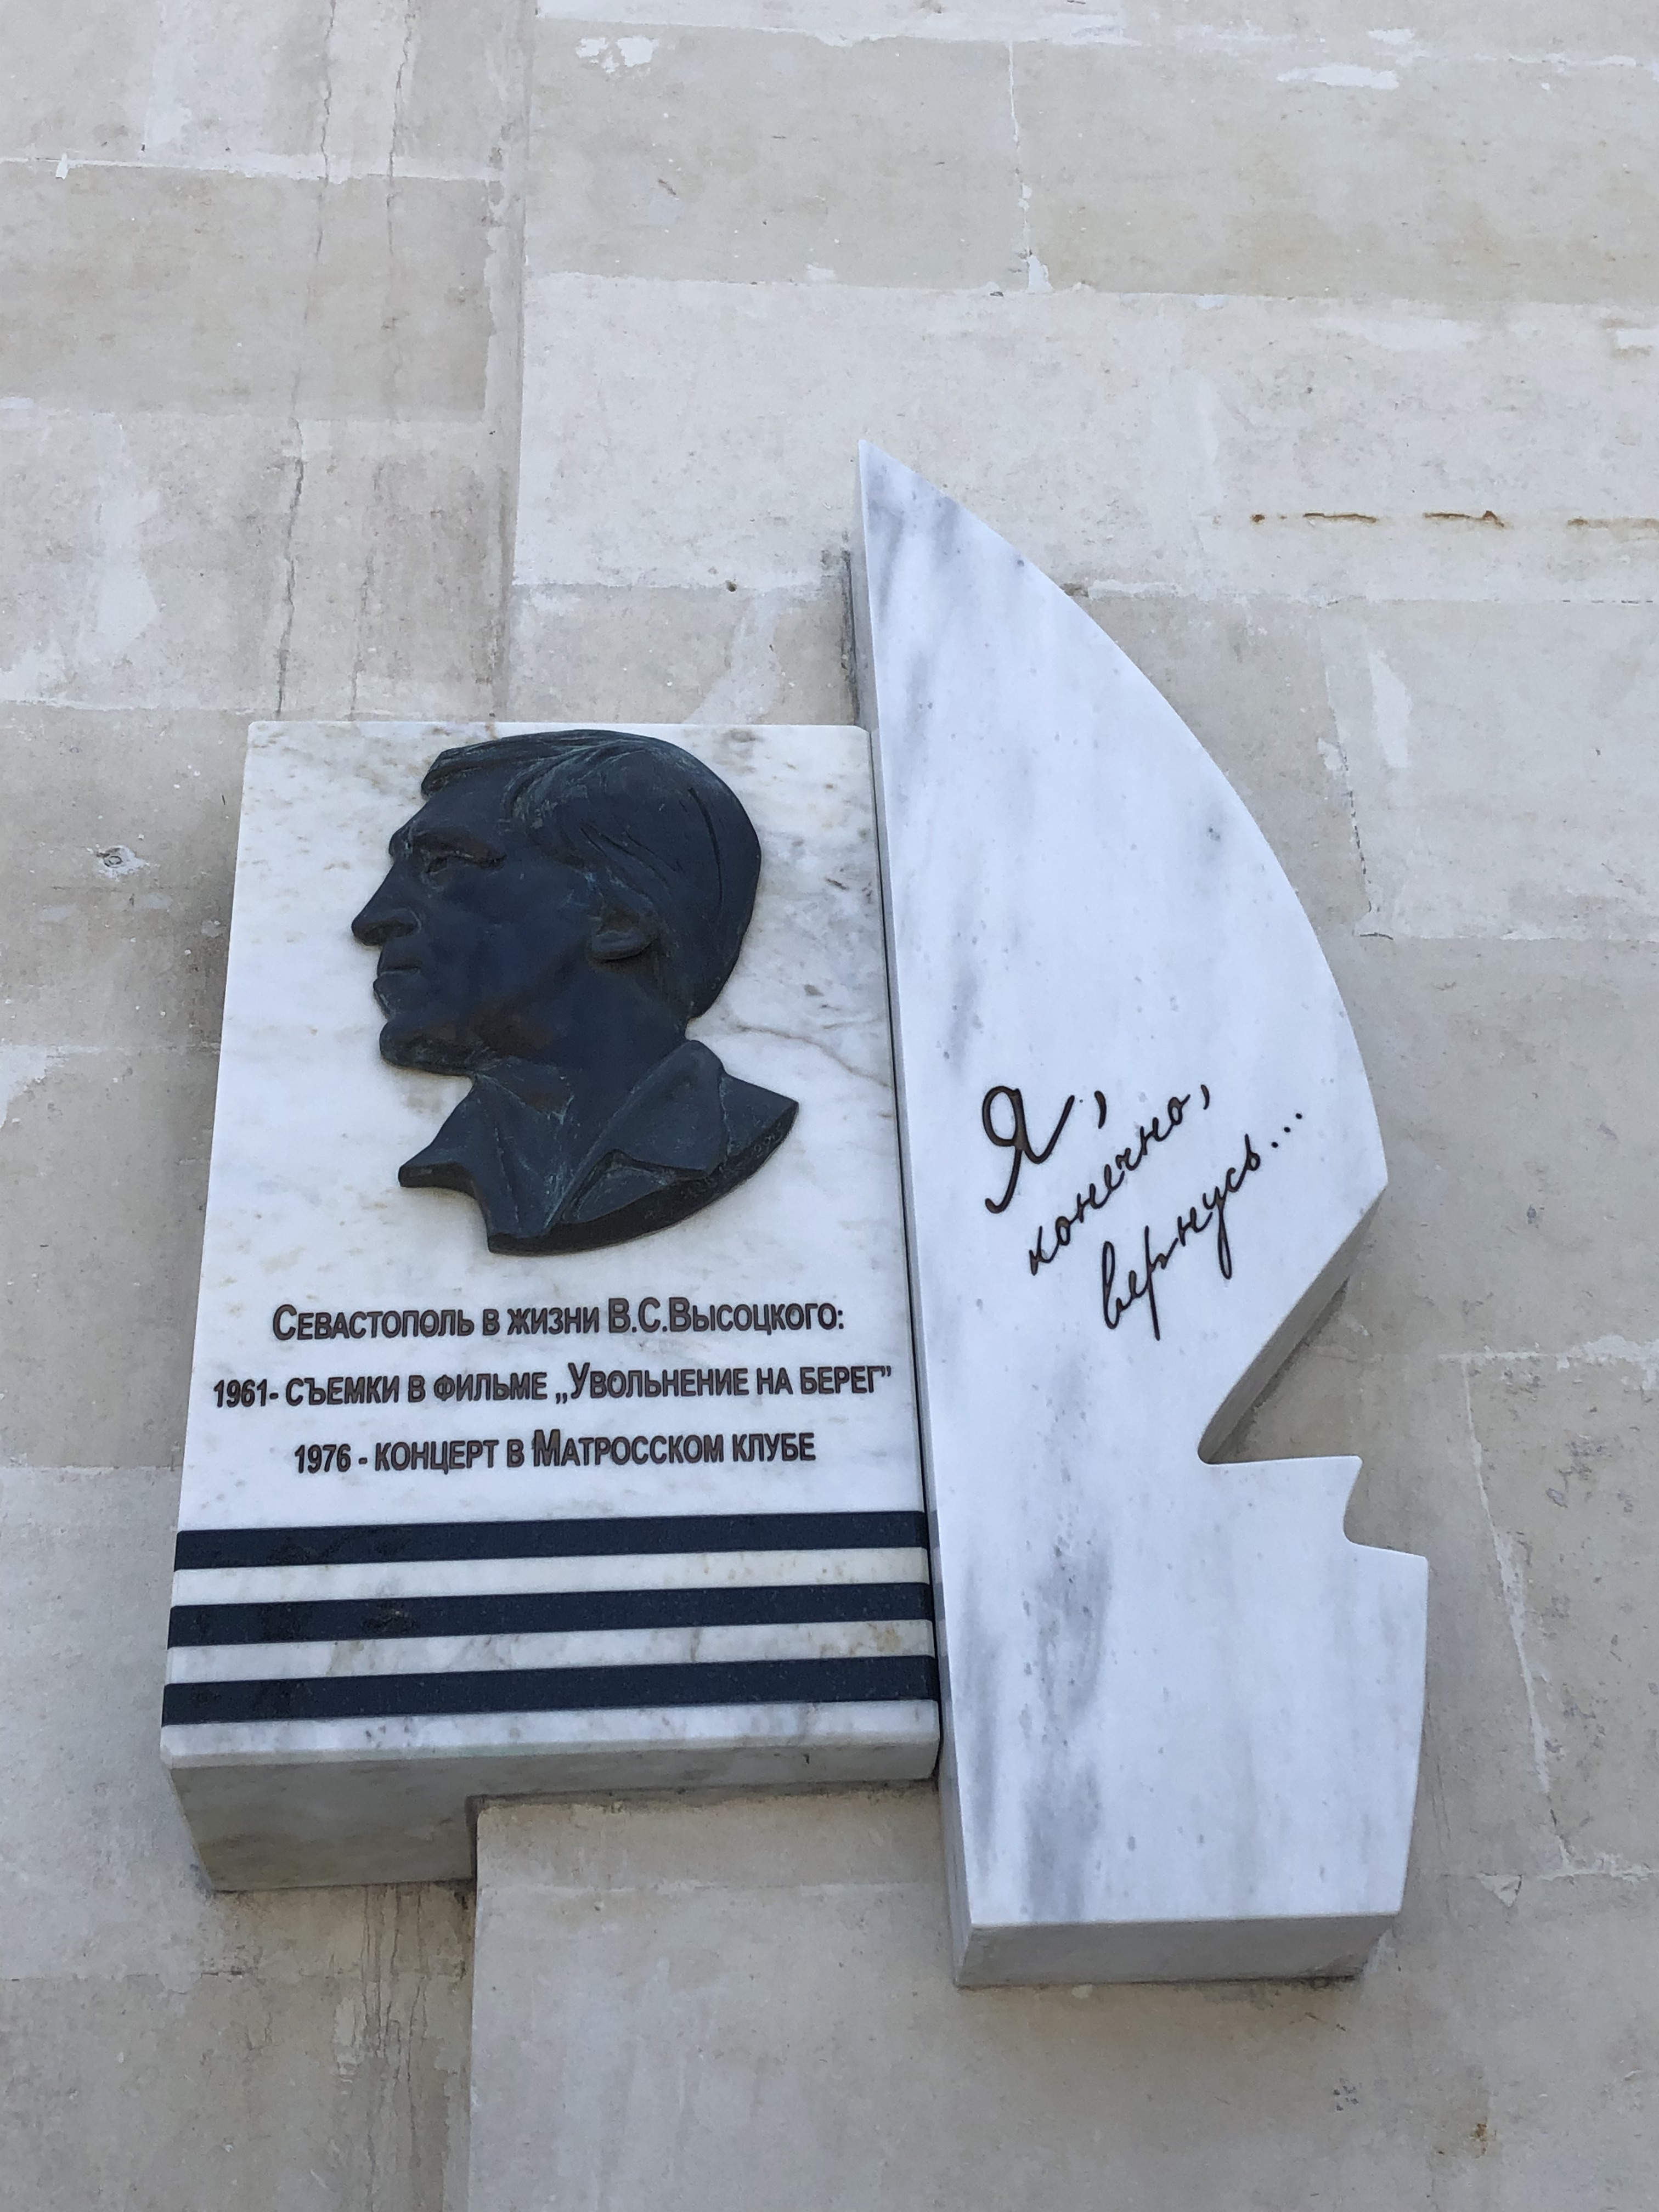 Севастополь в жизни В.С.Высоцкого:
1961- съемки в фильме „Увольнение на берег”
1976 - концерт в Матросском клубе
Я,
конечно,
вернусь...